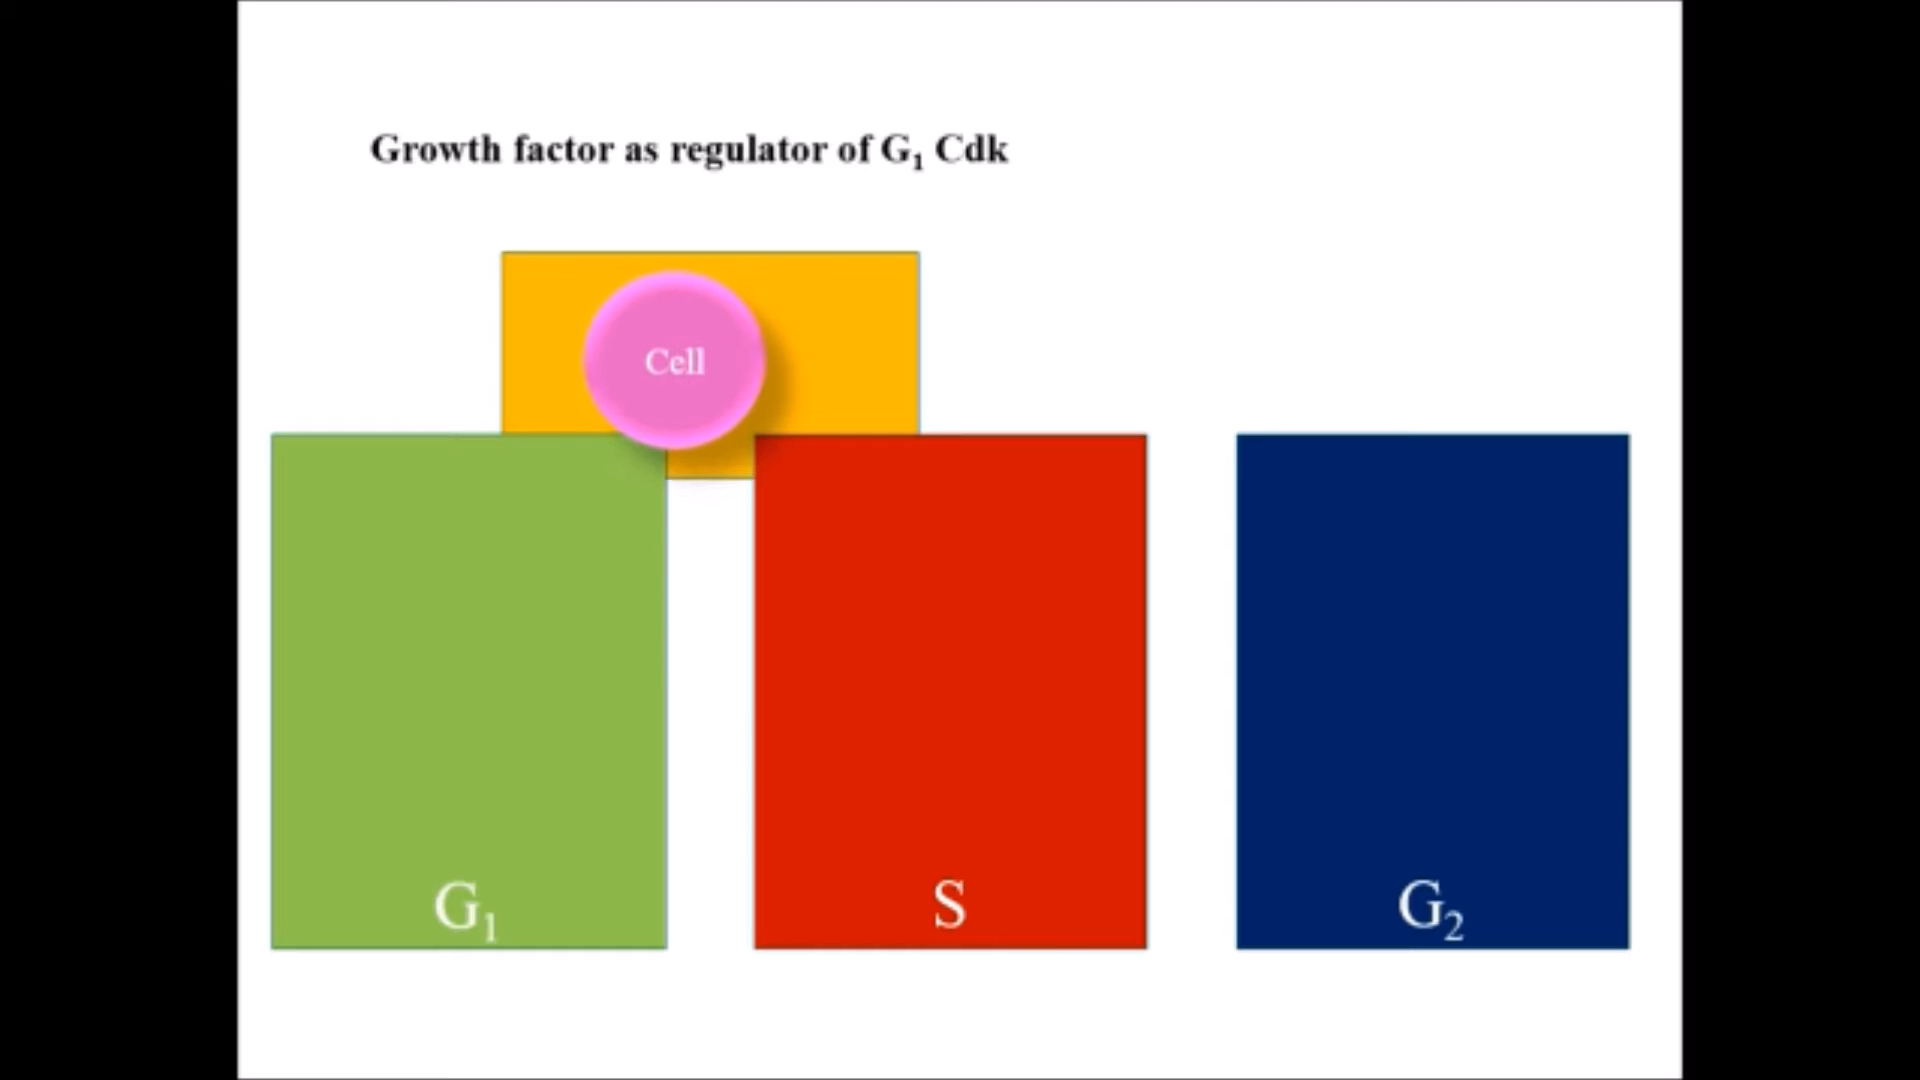 Growth factor as regulator of G₁ Cdk
Cell
G₁
S
G₂